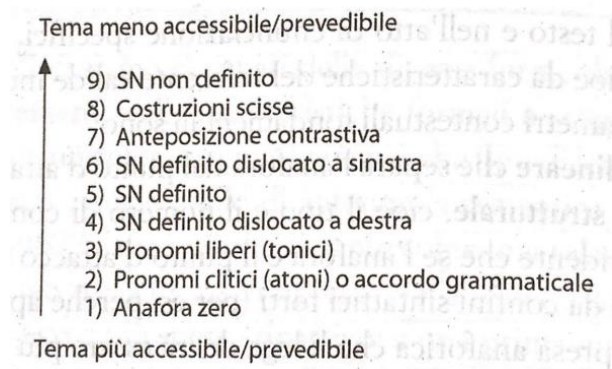 Tema meno accessibile/prevedibile
9) SN non definito
8) Costruzioni scisse
7) Anteposizione contrastiva
6) SN definito dislocato a sinistra
5) SN definito
4) SN definito dislocato a destra
3) Pronomi liberi (tonici)
2) Pronomi clitici (atoni) o accordo grammaticale
1) Anafora zero
Tema più accessibile/prevedibile